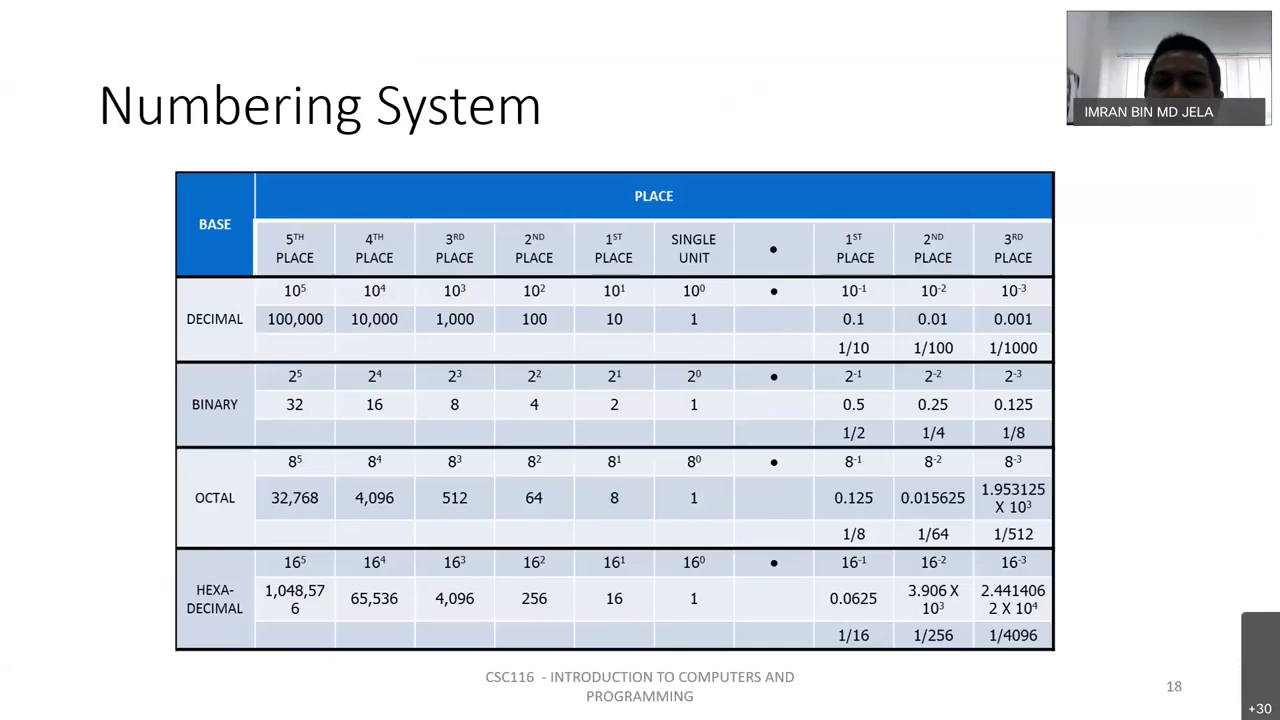 Numbering System
IMRAN BIN MD JELA
BASE
PLACE
5TH PLACE 4TH PLACE 3RD PLACE 2ND PLACE 1ST PLACE SINGLE UNIT • 1ST PLACE 2ND PLACE 3RD PLACE
DECIMAL
10⁵ 10⁴ 10³ 10² 10¹ 10⁰ • 10⁻¹ 10⁻² 10⁻³
100,000 10,000 1,000 100 10 1 0.1 0.01 0.001
1/10 1/100 1/1000
BINARY
2⁵ 2⁴ 2³ 2² 2¹ 2⁰ • 2⁻¹ 2⁻² 2⁻³
32 16 8 4 2 1 0.5 0.25 0.125
1/2 1/4 1/8
OCTAL
8⁵ 8⁴ 8³ 8² 8¹ 8⁰ • 8⁻¹ 8⁻² 8⁻³
32,768 4,096 512 64 8 1 0.125 0.015625 1.953125 X 10³
1/8 1/64 1/512
HEXA-DECIMAL
16⁵ 16⁴ 16³ 16² 16¹ 16⁰ • 16⁻¹ 16⁻² 16⁻³
1,048,576 65,536 4,096 256 16 1 0.0625 3.906 X 10³ 2.4414062 X 10⁴
1/16 1/256 1/4096
CSC116 - INTRODUCTION TO COMPUTERS AND
PROGRAMMING
18
+30